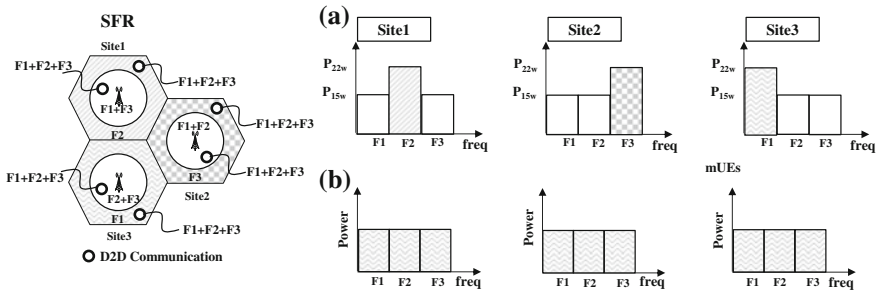 SFR
Site1
F1+F2+F3
F1+F2+F3
F1+F3
F2
F1+F2
F1+F2+F3
F3
F1+F2+F3
Site2
F1+F2+F3
F2+F3
F1
F1+F2+F3
Site3
D2D Communication
(a)
Site1
P22w
P15w
F1 F2 F3 freq
Site2
P22w
P15w
F1 F2 F3 freq
Site3
P22w
P15w
F1 F2 F3 freq
mUEs
(b)
Power
F1 F2 F3 freq
Power
F1 F2 F3 freq
Power
F1 F2 F3 freq